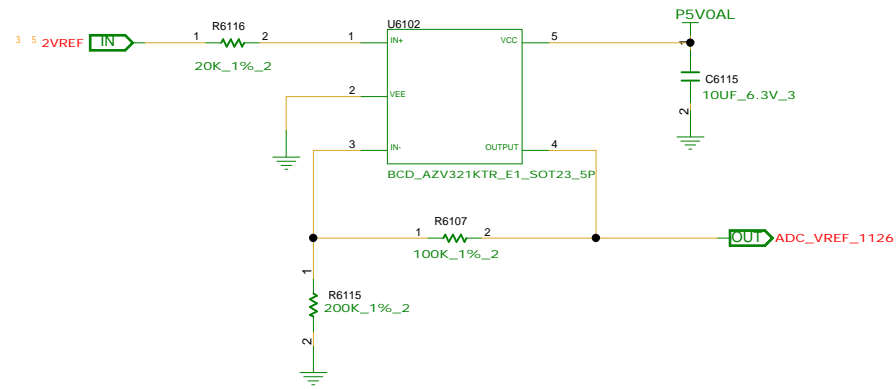 U6102
P5V0AL
R6116
3 5 2VREF IN
1 2
20K_1%_2
1 IN+
VCC 5
1
C6115
10UF_6.3V_3
2
2 VEE
3 IN-
OUTPUT 4
BCD_AZV321KTR_E1_SOT23_5P
R6107
1 2
100K_1%_2
OUT ADC_VREF_1126
1
R6115
200K_1%_2
2